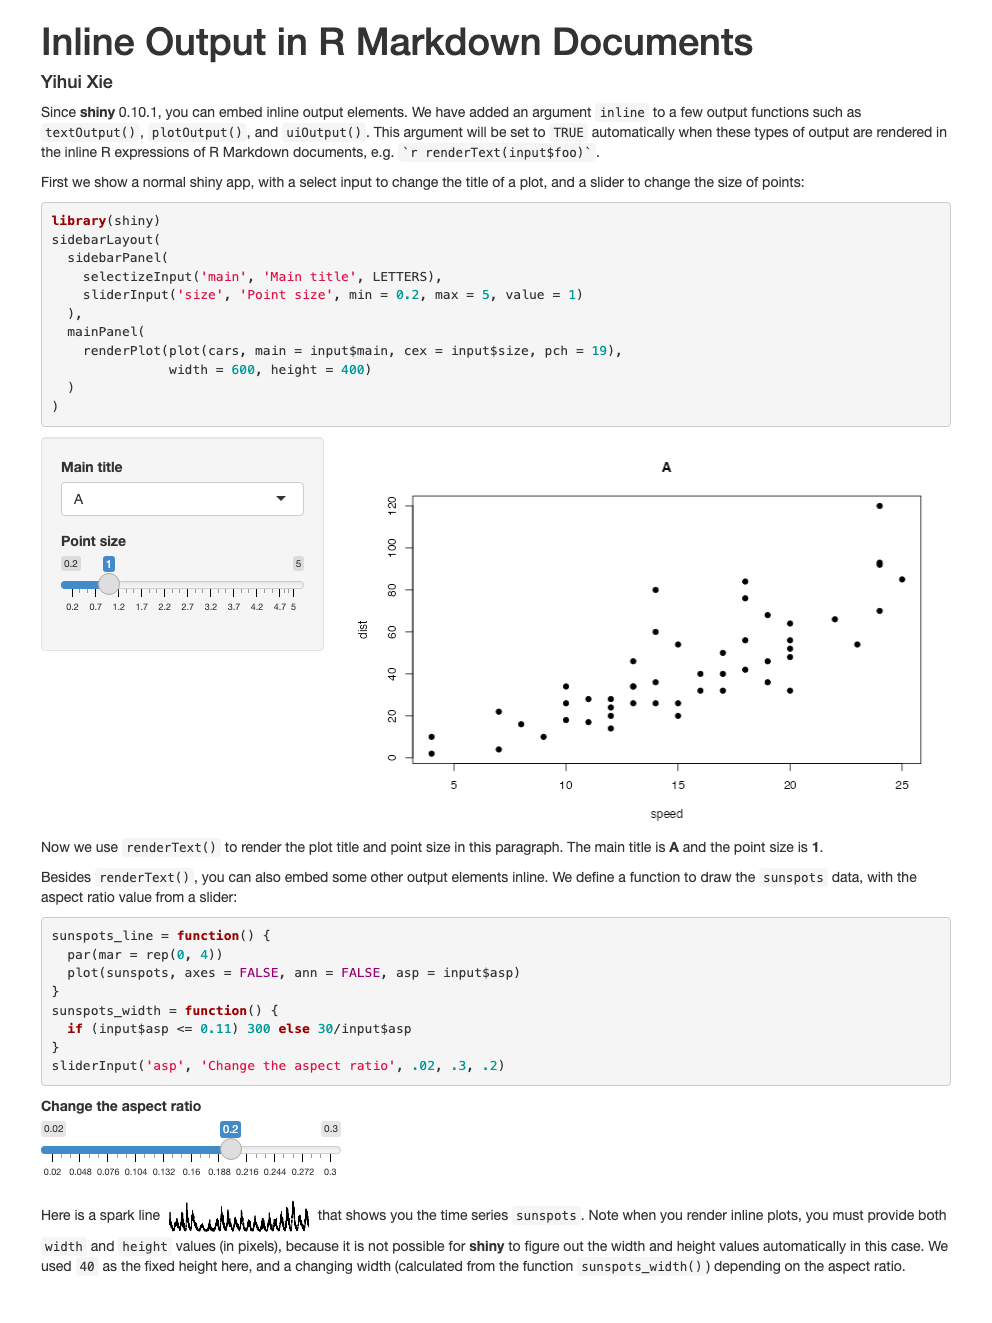 Inline Output in R Markdown Documents
Yihui Xie
Since shiny 0.10.1, you can embed inline output elements. We have added an argument inline to a few output functions such as
textOutput() , plotOutput() , and uiOutput() . This argument will be set to TRUE automatically when these types of output are rendered in
the inline R expressions of R Markdown documents, e.g. `r renderText(input$foo)` .
First we show a normal shiny app, with a select input to change the title of a plot, and a slider to change the size of points:
library(shiny)
sidebarLayout(
  sidebarPanel(
    selectizeInput('main', 'Main title', LETTERS),
    sliderInput('size', 'Point size', min = 0.2, max = 5, value = 1)
  ),
  mainPanel(
    renderPlot(plot(cars, main = input$main, cex = input$size, pch = 19),
               width = 600, height = 400)
  )
)
Main title
A
Point size
0.2 1 5
0.2 0.7 1.2 1.7 2.2 2.7 3.2 3.7 4.2 4.7 5
A
120
100
80
60
40
20
0
dist
5 10 15 20 25
speed
Now we use renderText() to render the plot title and point size in this paragraph. The main title is A and the point size is 1.
Besides renderText() , you can also embed some other output elements inline. We define a function to draw the sunspots data, with the
aspect ratio value from a slider:
sunspots_line = function() {
  par(mar = rep(0, 4))
  plot(sunspots, axes = FALSE, ann = FALSE, asp = input$asp)
}
sunspots_width = function() {
  if (input$asp <= 0.11) 300 else 30/input$asp
}
sliderInput('asp', 'Change the aspect ratio', .02, .3, .2)
Change the aspect ratio
0.02 0.2 0.3
0.02 0.048 0.076 0.104 0.132 0.16 0.188 0.216 0.244 0.272 0.3
Here is a spark line that shows you the time series sunspots . Note when you render inline plots, you must provide both
width and height values (in pixels), because it is not possible for shiny to figure out the width and height values automatically in this case. We
used 40 as the fixed height here, and a changing width (calculated from the function sunspots_width() ) depending on the aspect ratio.